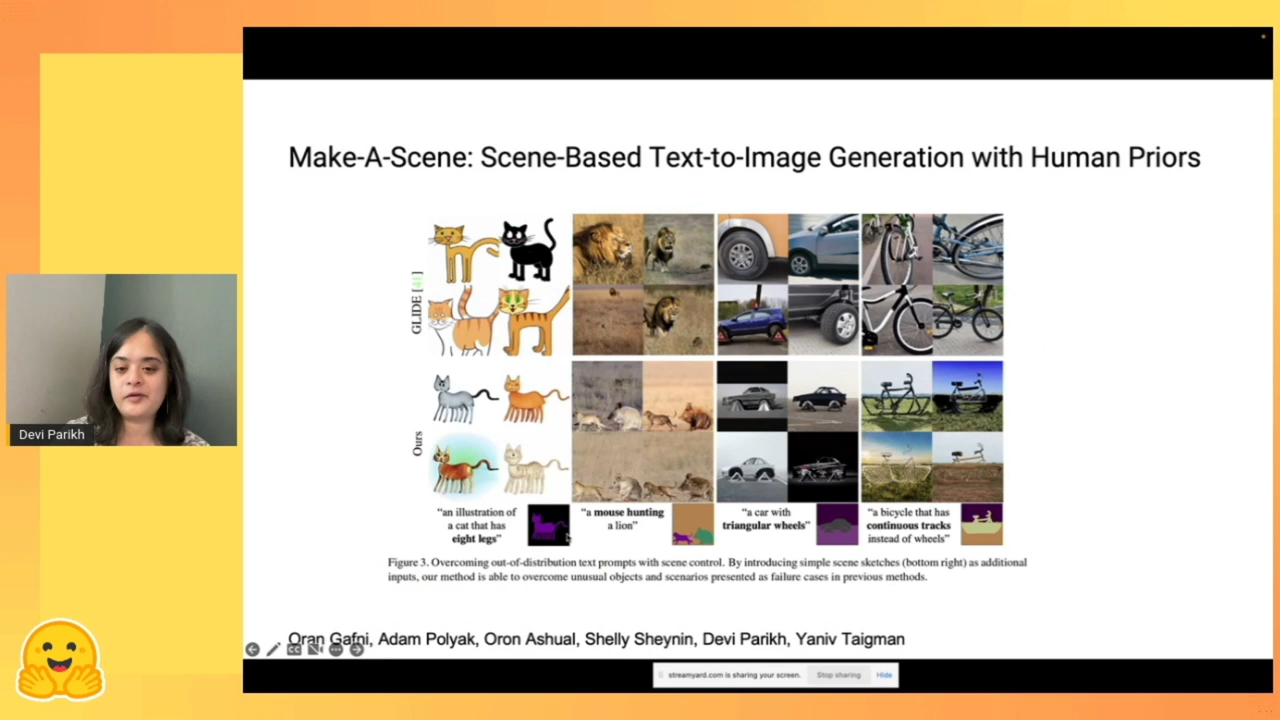 Make-A-Scene: Scene-Based Text-to-Image Generation with Human Priors
GLIDE [41]
Ours
"an illustration of
a cat that has
eight legs"
"a mouse hunting
a lion"
"a car with
triangular wheels"
"a bicycle that has
continuous tracks
instead of wheels"
Figure 3. Overcoming out-of-distribution text prompts with scene control. By introducing simple scene sketches (bottom right) as additional
inputs, our method is able to overcome unusual objects and scenarios presented as failure cases in previous methods.
Devi Parikh
Oran Gafni, Adam Polyak, Oron Ashual, Shelly Sheynin, Devi Parikh, Yaniv Taigman
CC
streamyard.com is sharing your screen.
Stop sharing
Hide